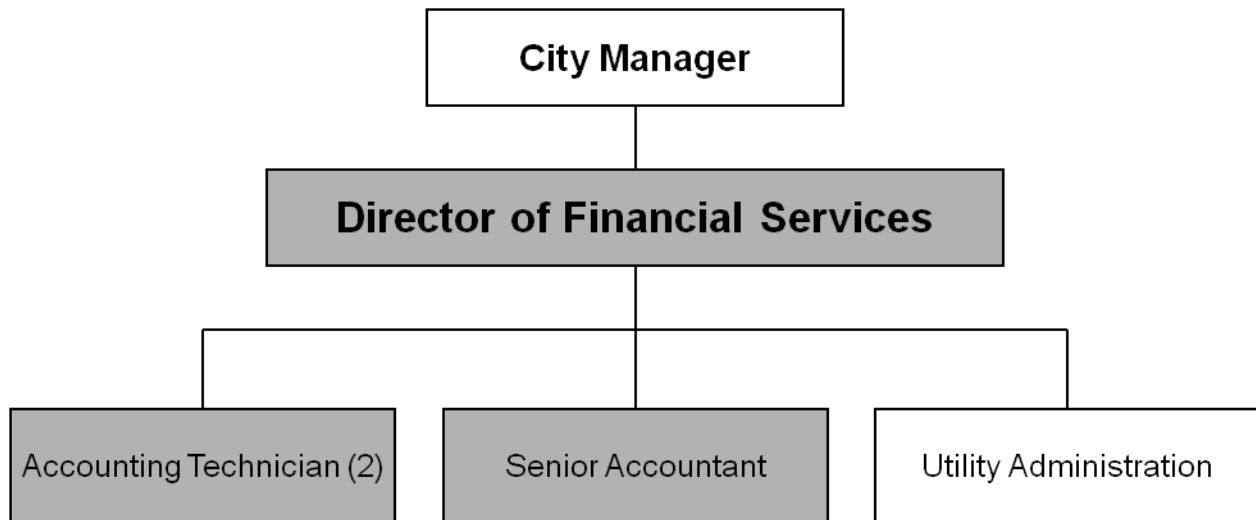 City Manager
Director of Financial Services
Accounting Technician (2)
Senior Accountant
Utility Administration